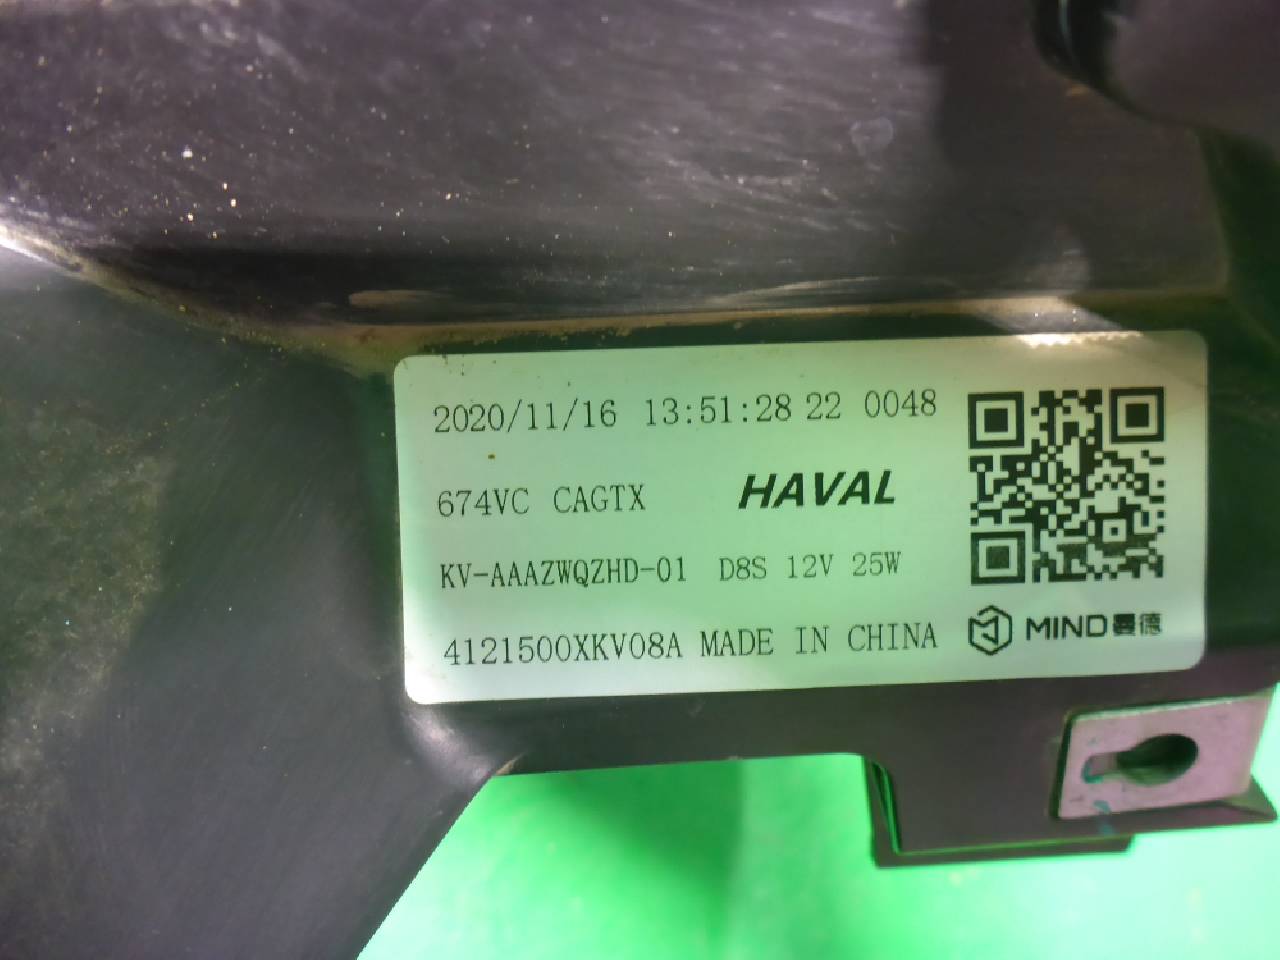 2020/11/16 13:51:28 22 0048
674VC CAGTX HAVAL
KV-AAAZWQZHD-01 D8S 12V 25W
4121500XKV08A MADE IN CHINA
MIND曼德